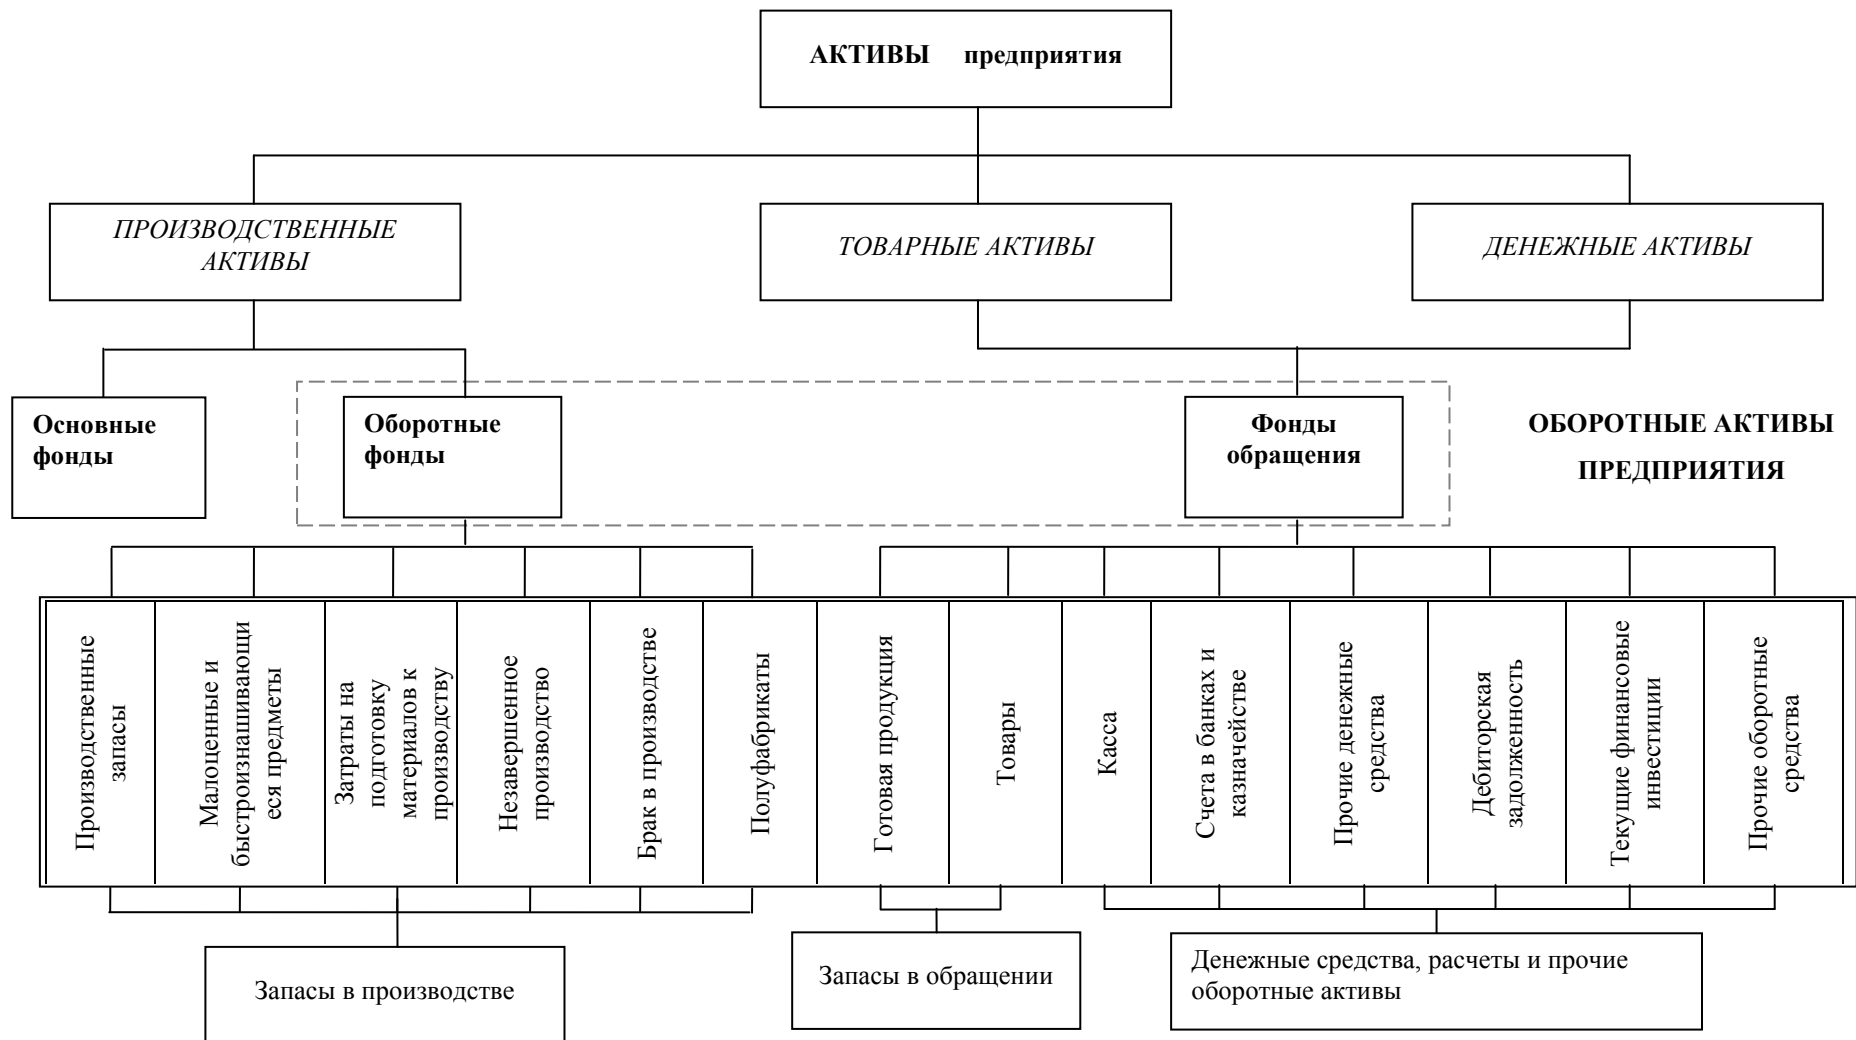 АКТИВЫ предприятия
ПРОИЗВОДСТВЕННЫЕ
АКТИВЫ
ТОВАРНЫЕ АКТИВЫ
ДЕНЕЖНЫЕ АКТИВЫ
Основные
фонды
Оборотные
фонды
Фонды
обращения
ОБОРОТНЫЕ АКТИВЫ
ПРЕДПРИЯТИЯ
Производственные
запасы
Малоценные и
быстроизнашивающи
еся предметы
Затраты на
подготовку
материалов к
производству
Незавершенное
производство
Брак в производстве
Полуфабрикаты
Готовая продукция
Товары
Касса
Счета в банках и
казначействе
Прочие денежные
средства
Дебиторская
задолженность
Текущие финансовые
инвестиции
Прочие оборотные
средства
Запасы в производстве
Запасы в обращении
Денежные средства, расчеты и прочие
оборотные активы